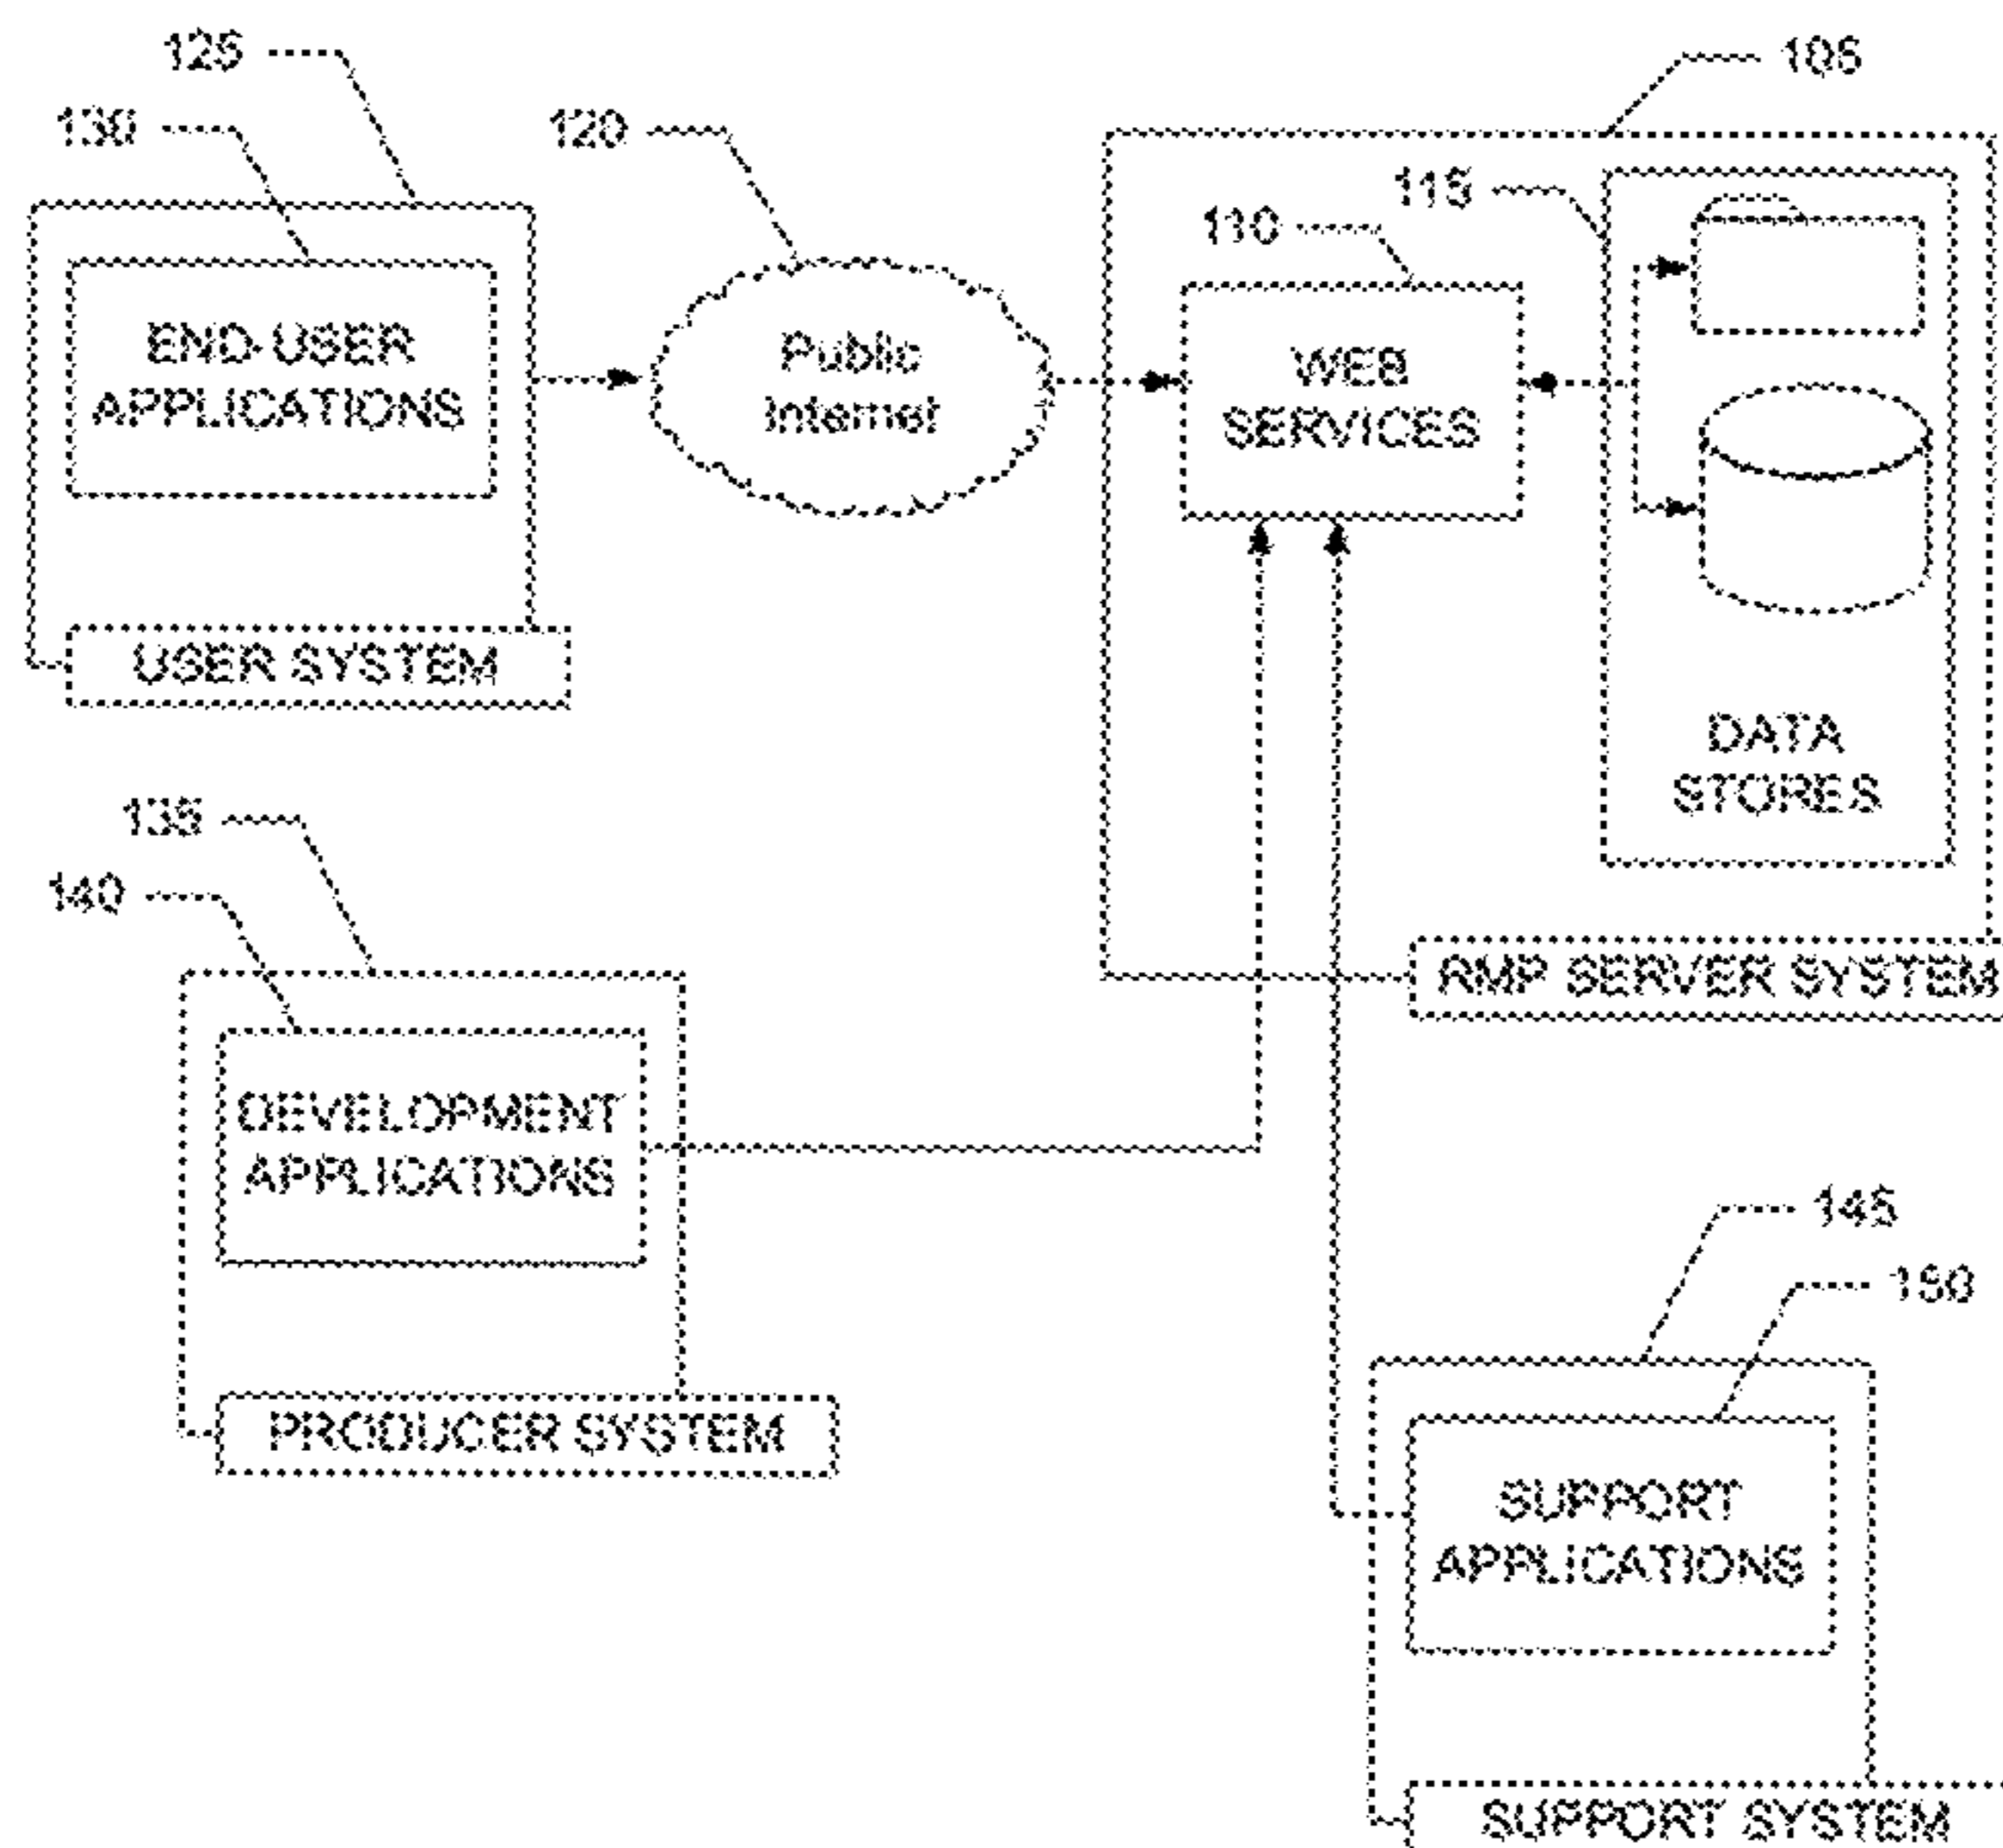 125
105
130
120
115
110
END-USER
APPLICATIONS
Public
Internet
WEB
SERVICES
USER SYSTEM
DATA
STORES
135
140
RMP SERVER SYSTEM
DEVELOPMENT
APPLICATIONS
145
150
PRODUCER SYSTEM
SUPPORT
APPLICATIONS
SUPPORT SYSTEM